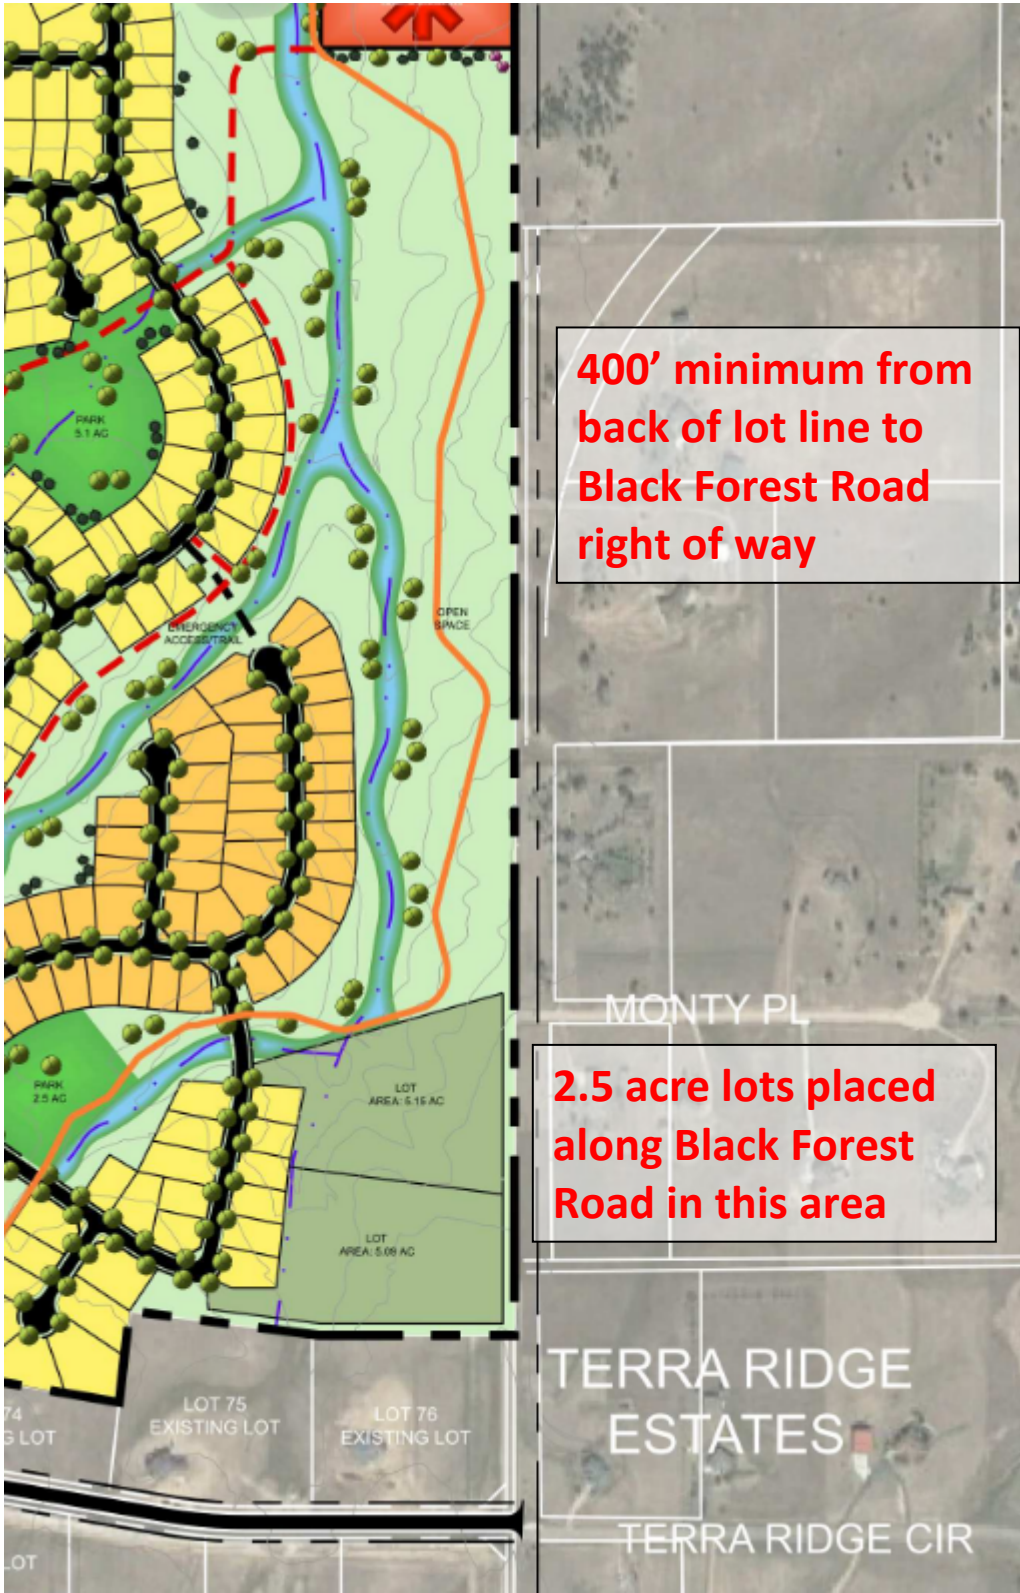 400’ minimum from
back of lot line to
Black Forest Road
right of way
PARK
5.1 AC
EMERGENCY
ACCESS/TRAIL
OPEN
SPACE
MONTY PL
2.5 acre lots placed
along Black Forest
Road in this area
PARK
2.5 AC
LOT
AREA: 5.15 AC
LOT
AREA: 5.09 AC
TERRA RIDGE
ESTATES
74
G LOT
LOT 75
EXISTING LOT
LOT 76
EXISTING LOT
TERRA RIDGE CIR
LOT